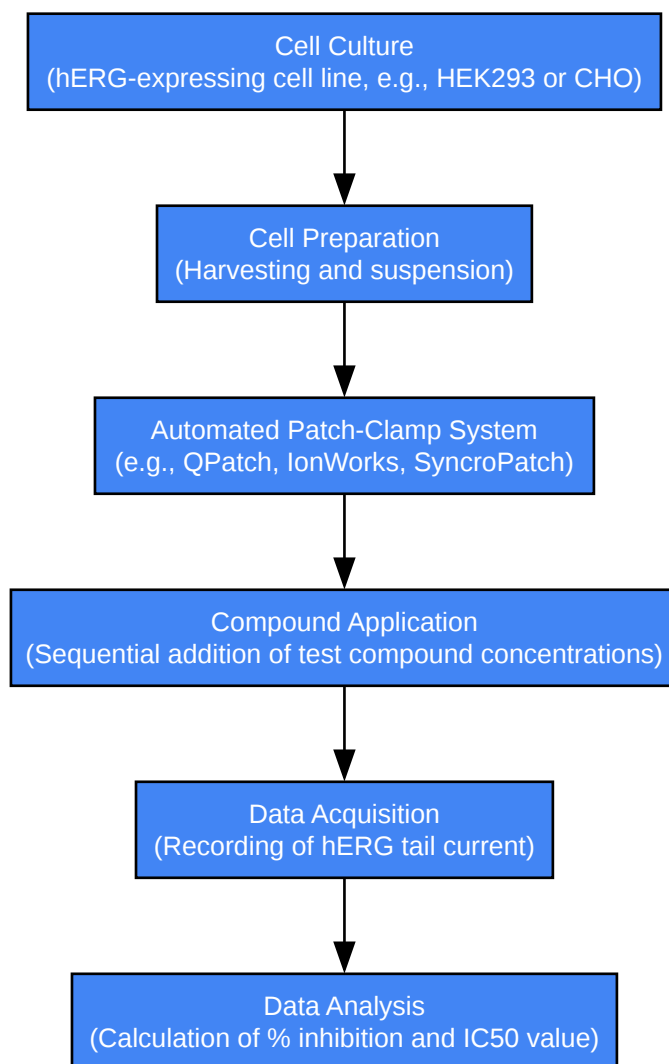 Cell Culture
(hERG-expressing cell line, e.g., HEK293 or CHO)
Cell Preparation
(Harvesting and suspension)
Automated Patch-Clamp System
(e.g., QPatch, IonWorks, SyncroPatch)
Compound Application
(Sequential addition of test compound concentrations)
Data Acquisition
(Recording of hERG tail current)
Data Analysis
(Calculation of % inhibition and IC50 value)